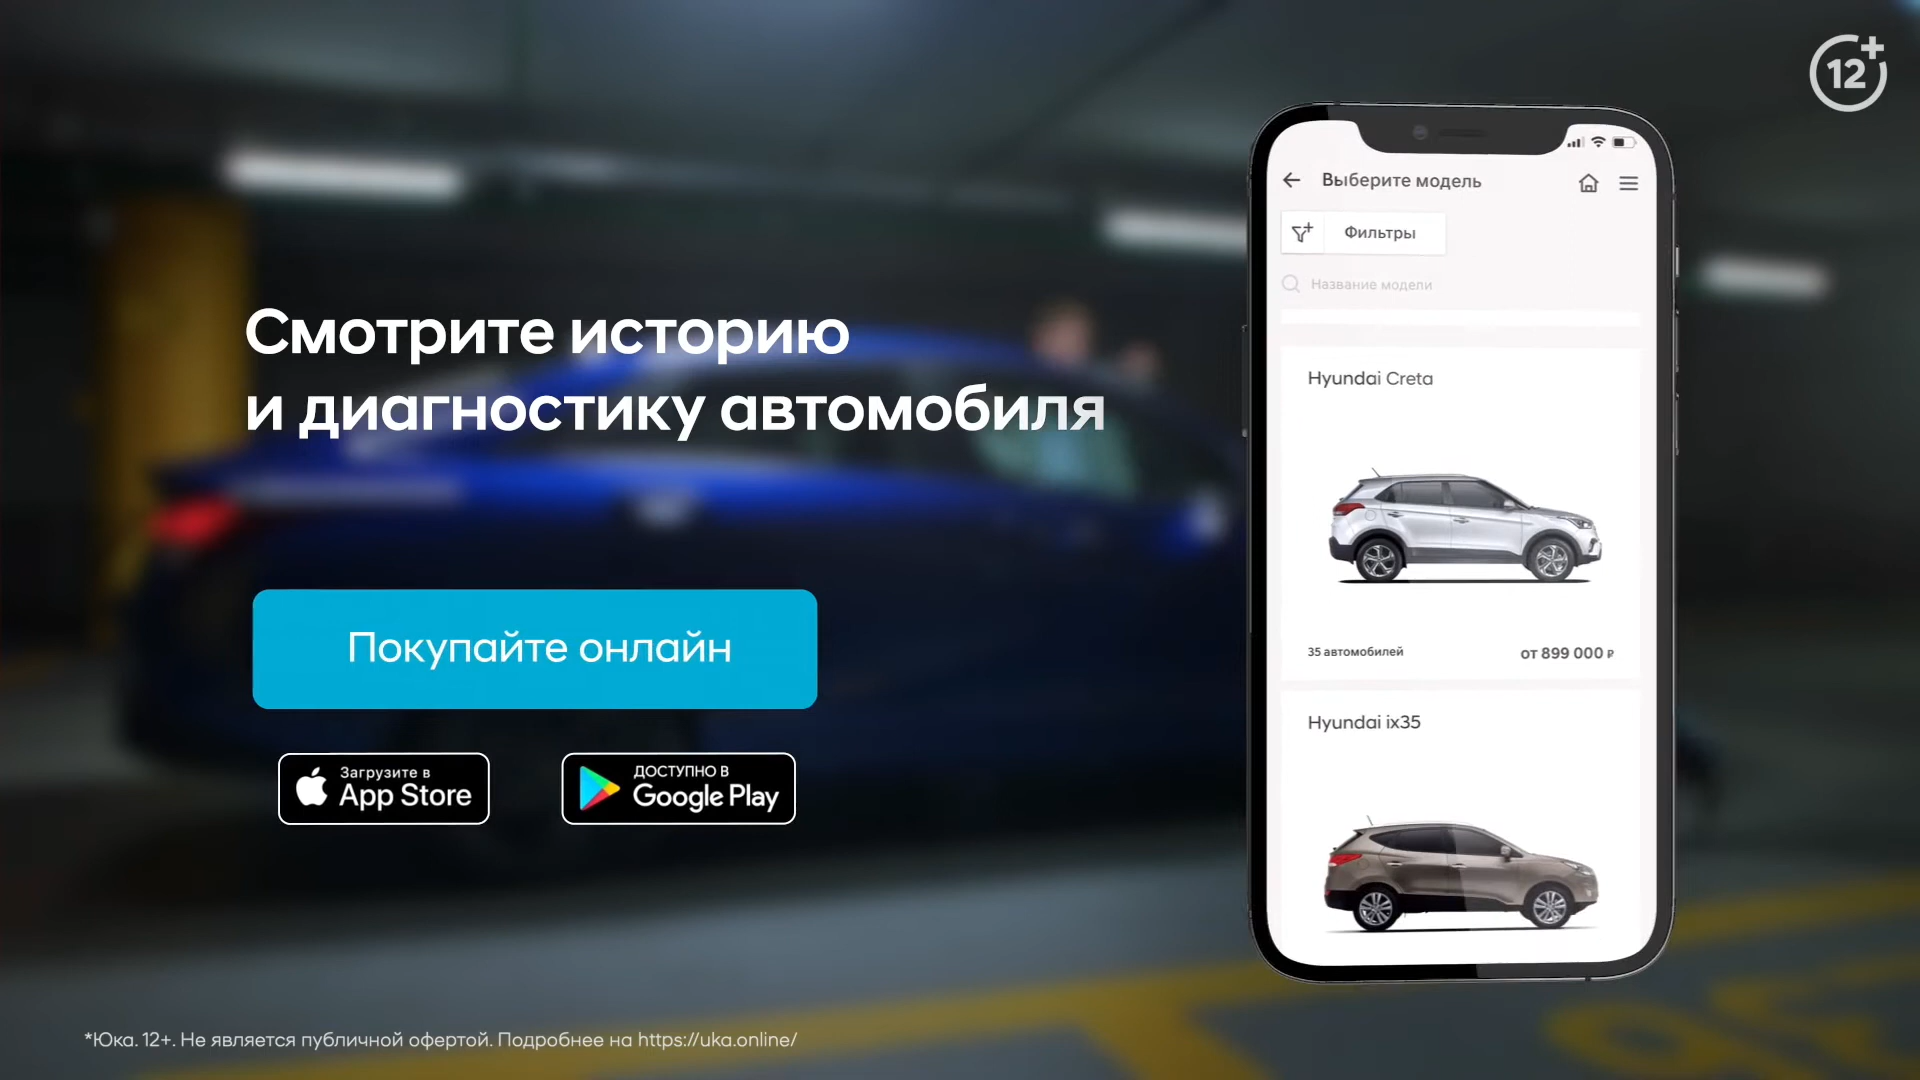 12+
Смотрите историю
и диагностику автомобиля
Покупайте онлайн
Загрузите в
App Store
ДОСТУПНО В
Google Play
Выберите модель
Фильтры
Название модели
Hyundai Creta
35 автомобилей
от 899 000 ₽
Hyundai ix35
*Юка. 12+. Не является публичной офертой. Подробнее на https://uka.online/